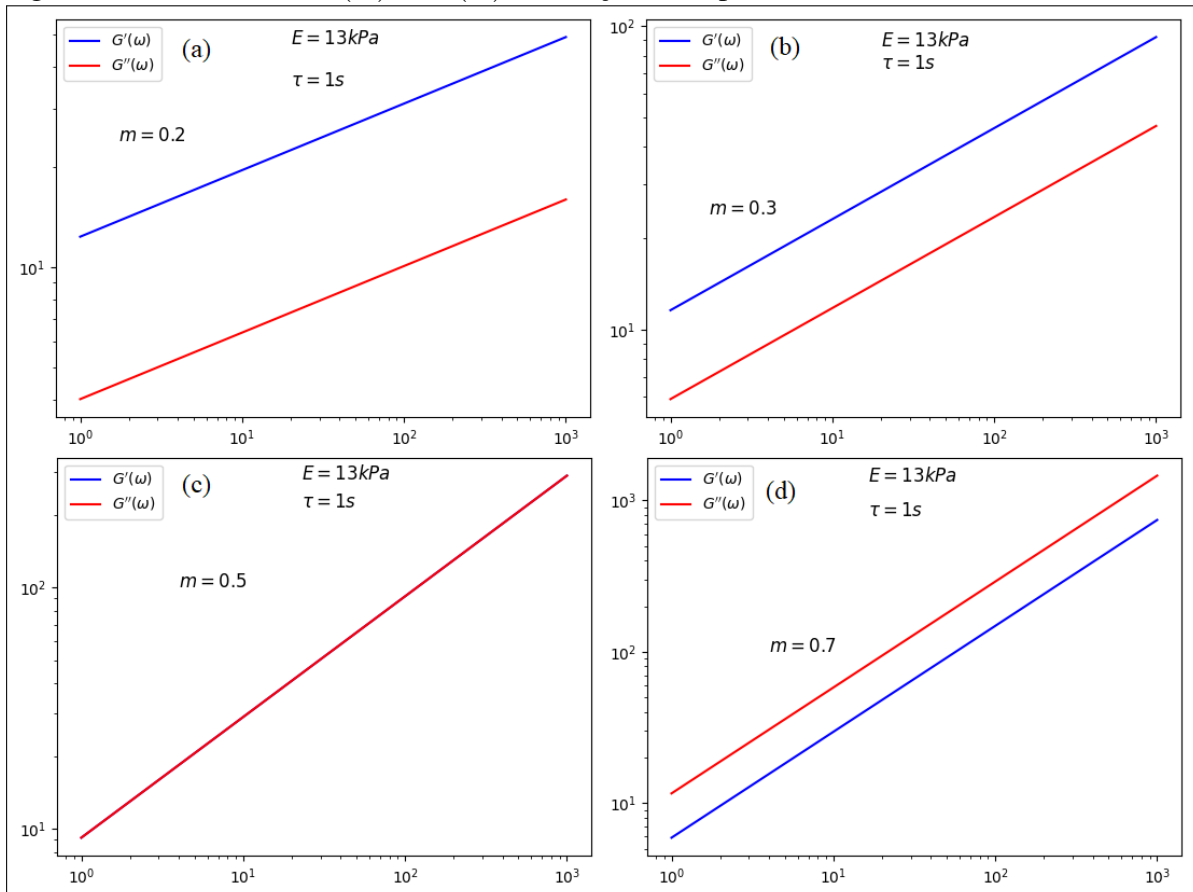 G′(ω)
G″(ω)
(a)
E = 13kPa
τ = 1s
m = 0.2
10¹
10⁰ 10¹ 10² 10³
G′(ω)
G″(ω)
(b)
E = 13kPa
τ = 1s
m = 0.3
10²
10¹
10⁰ 10¹ 10² 10³
G′(ω)
G″(ω)
(c)
E = 13kPa
τ = 1s
m = 0.5
10²
10¹
10⁰ 10¹ 10² 10³
G′(ω)
G″(ω)
(d)
E = 13kPa
τ = 1s
m = 0.7
10³
10²
10¹
10⁰ 10¹ 10² 10³